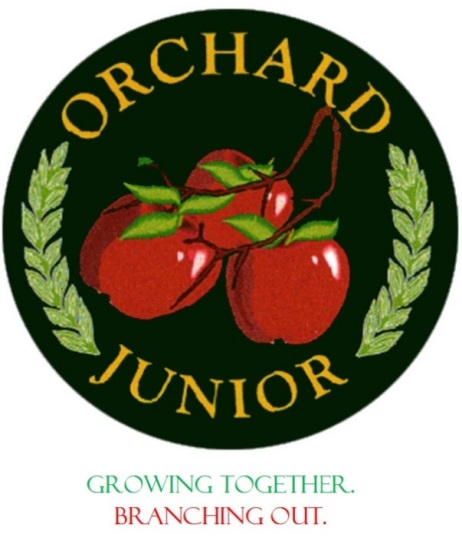 ORCHARD
JUNIOR
GROWING TOGETHER.
BRANCHING OUT.